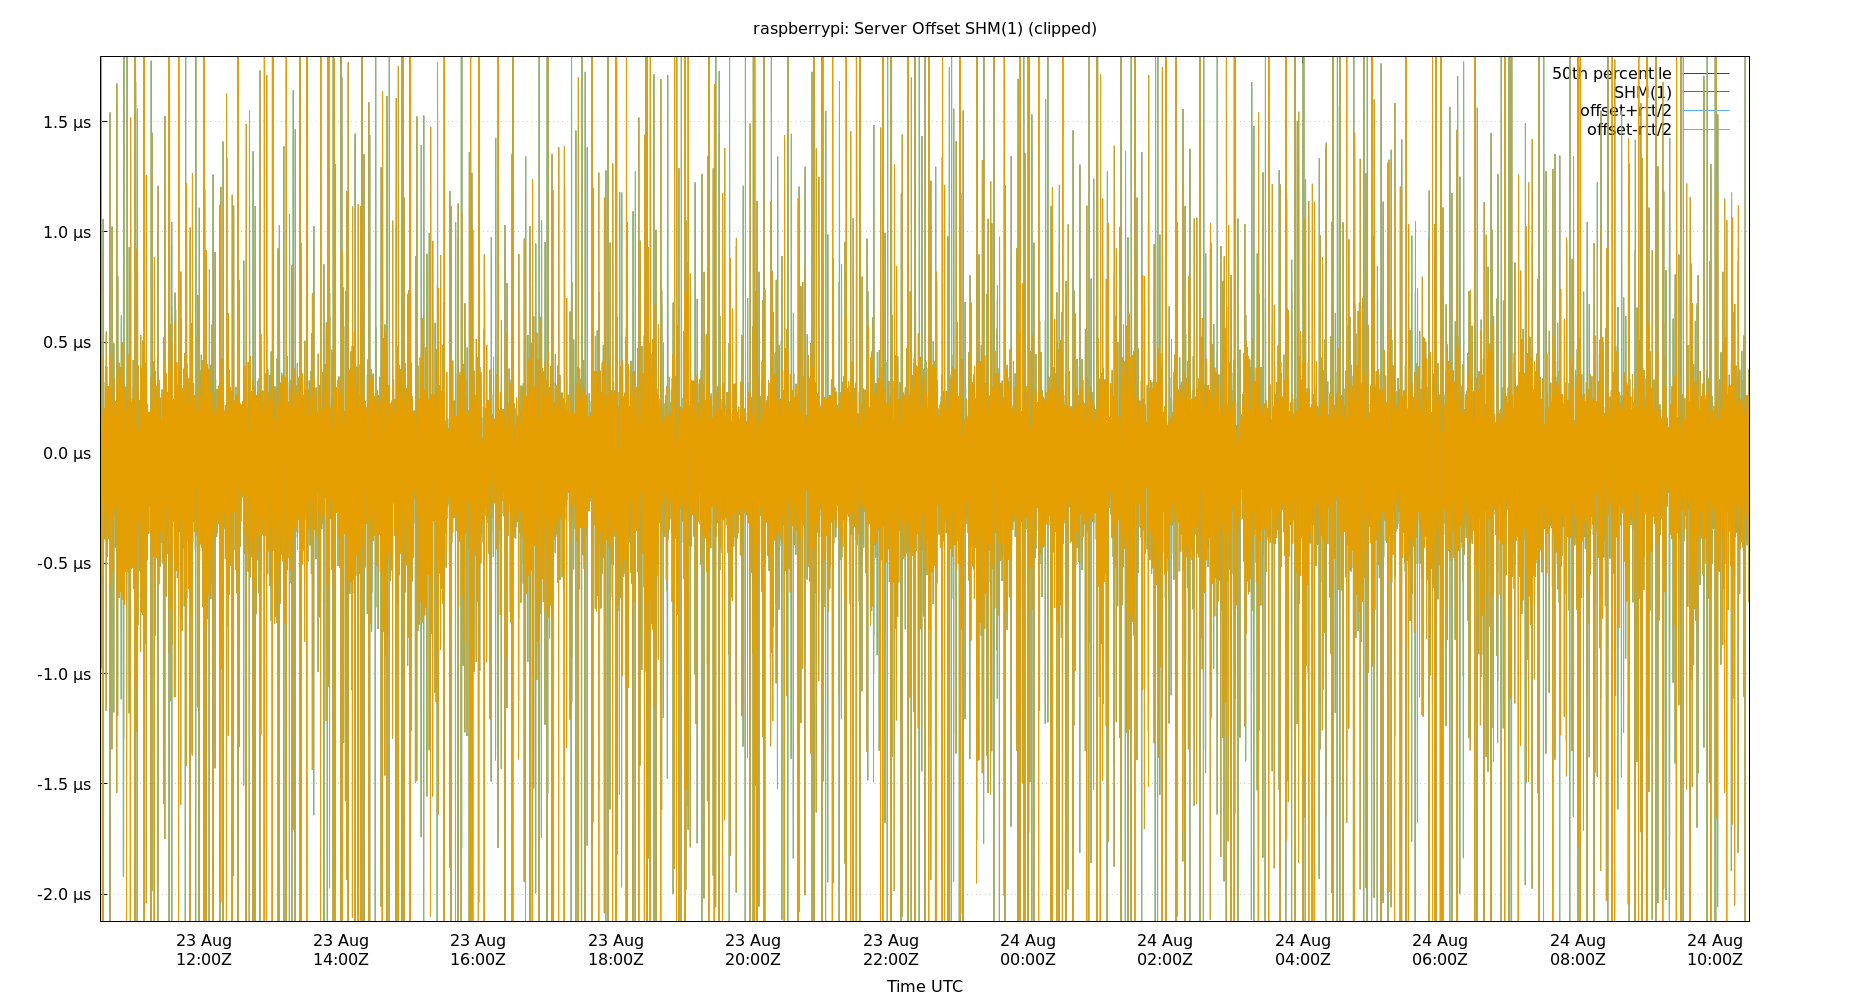 raspberrypi: Server Offset SHM(1) (clipped)
50th percentile
SHM(1)
offset+rtt/2
offset-rtt/2
1.5 µs
1.0 µs
0.5 µs
0.0 µs
-0.5 µs
-1.0 µs
-1.5 µs
-2.0 µs
23 Aug 23 Aug 23 Aug 23 Aug 23 Aug 23 Aug 24 Aug 24 Aug 24 Aug 24 Aug 24 Aug 24 Aug
12:00Z 14:00Z 16:00Z 18:00Z 20:00Z 22:00Z 00:00Z 02:00Z 04:00Z 06:00Z 08:00Z 10:00Z
Time UTC